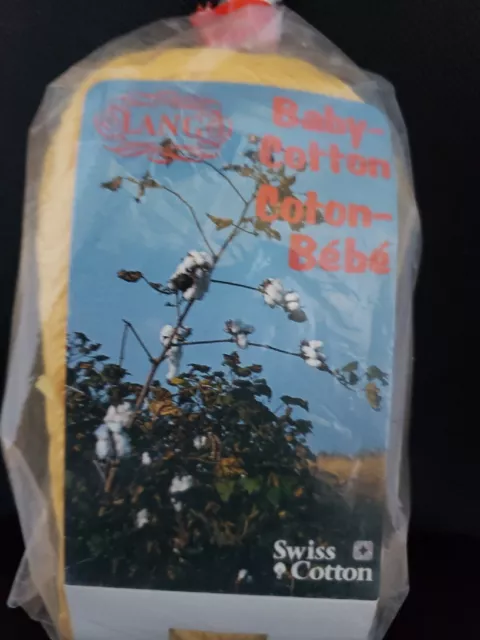 LANG
Baby-
Cotton
Coton-
Bébé
Swiss
Cotton